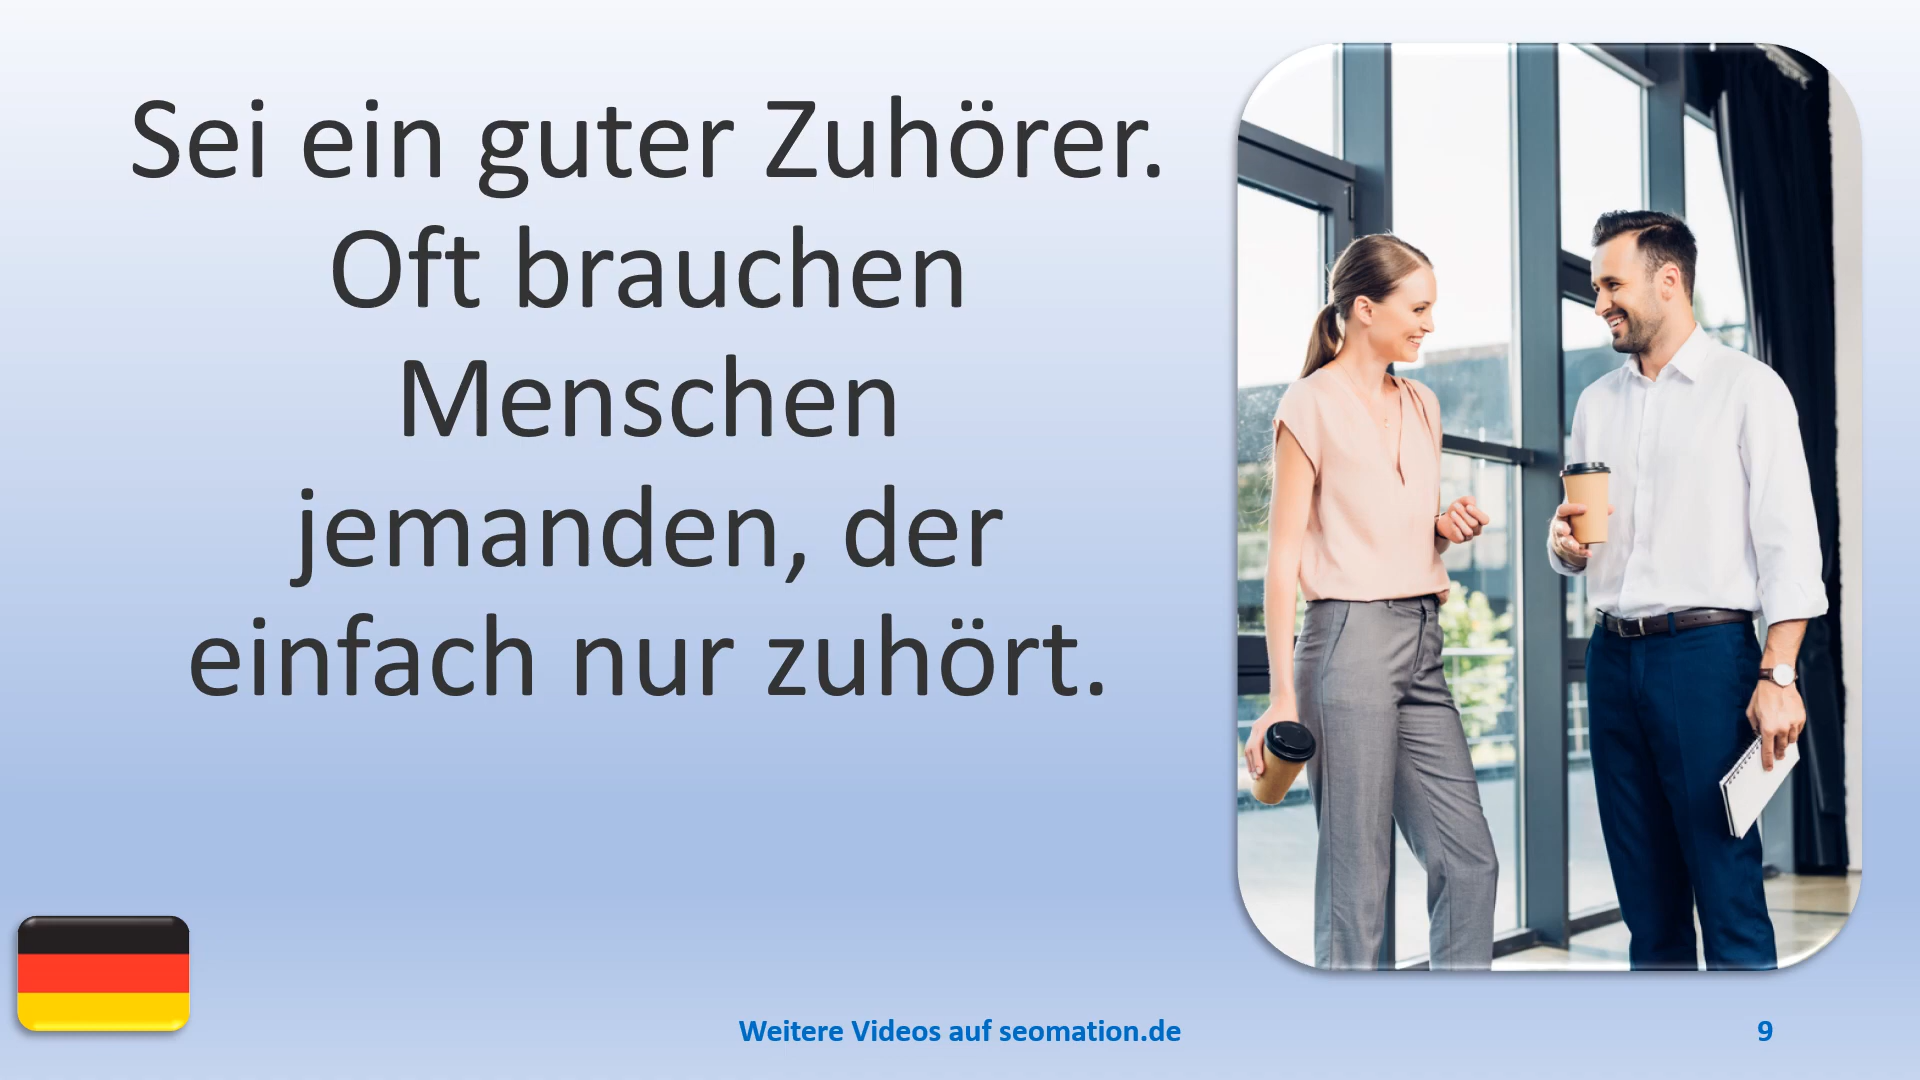 Sei ein guter Zuhörer.
Oft brauchen
Menschen
jemanden, der
einfach nur zuhört.
Weitere Videos auf seomation.de
9